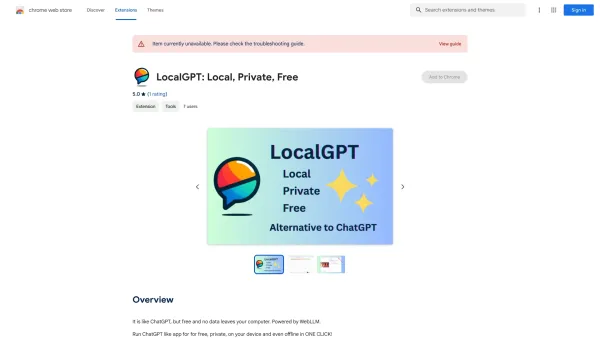 chrome web store Discover Extensions Themes Search extensions and themes Sign in
Item currently unavailable. Please check the troubleshooting guide. View guide
LocalGPT: Local, Private, Free Add to Chrome
5.0 ★ (1 rating)
Extension Tools 7 users
LocalGPT
Local
Private
Free
Alternative to ChatGPT
Overview
It is like ChatGPT, but free and no data leaves your computer. Powered by WebLLM.
Run ChatGPT like app for for free, private, on your device and even offline in ONE CLICK!